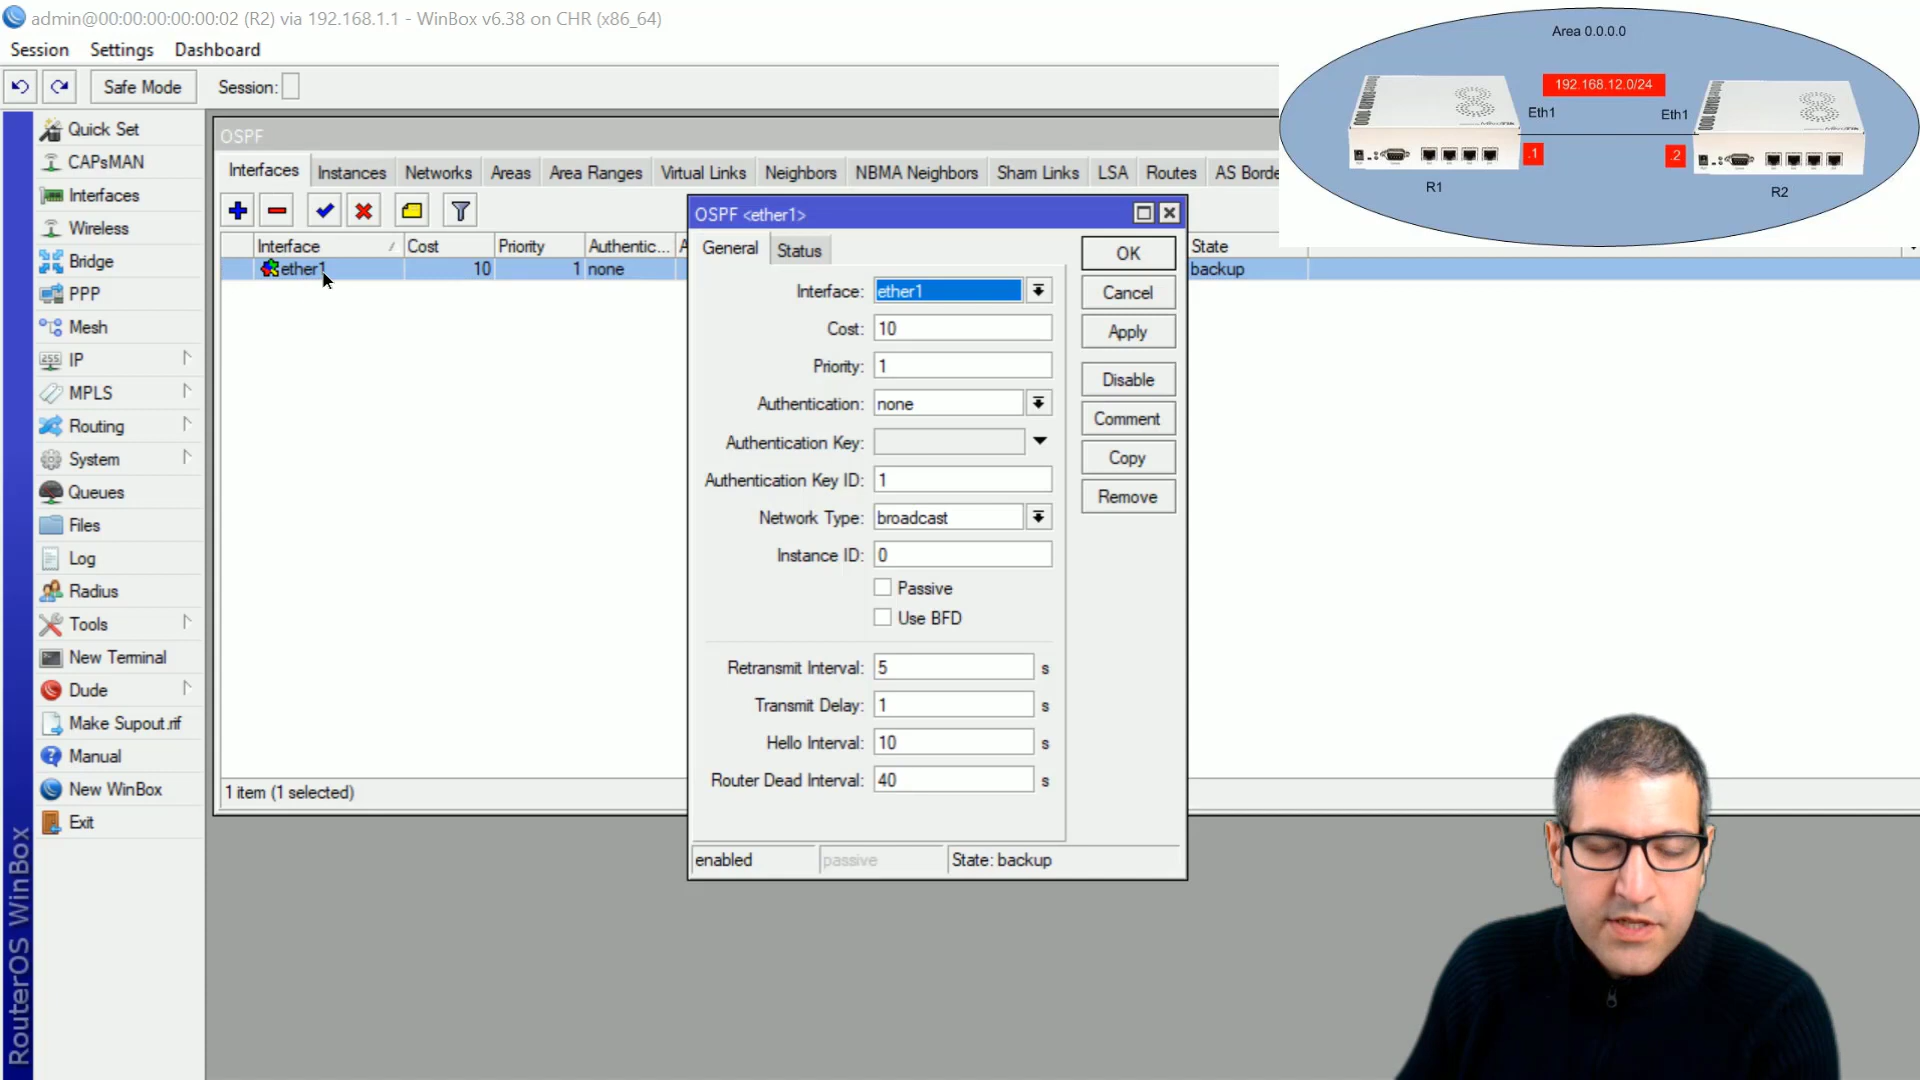 admin@00:00:00:00:00:02 (R2) via 192.168.1.1 - WinBox v6.38 on CHR (x86_64)
Session Settings Dashboard
Safe Mode Session:
Quick Set
CAPsMAN
Interfaces
Wireless
Bridge
PPP
Mesh
IP
MPLS
Routing
System
Queues
Files
Log
Radius
Tools
New Terminal
Dude
Make Supout.rif
Manual
New WinBox
Exit
RouterOS WinBox
OSPF
Interfaces Instances Networks Areas Area Ranges Virtual Links Neighbors NBMA Neighbors Sham Links LSA Routes AS Borde
Interface Cost Priority Authentic... A State
ether1 10 1 none backup
1 item (1 selected)
OSPF <ether1>
General Status
Interface: ether1
Cost: 10
Priority: 1
Authentication: none
Authentication Key:
Authentication Key ID: 1
Network Type: broadcast
Instance ID: 0
Passive
Use BFD
Retransmit Interval: 5 s
Transmit Delay: 1 s
Hello Interval: 10 s
Router Dead Interval: 40 s
enabled passive State: backup
OK
Cancel
Apply
Disable
Comment
Copy
Remove
Area 0.0.0.0
192.168.12.0/24
Eth1 Eth1
.1 .2
R1 R2